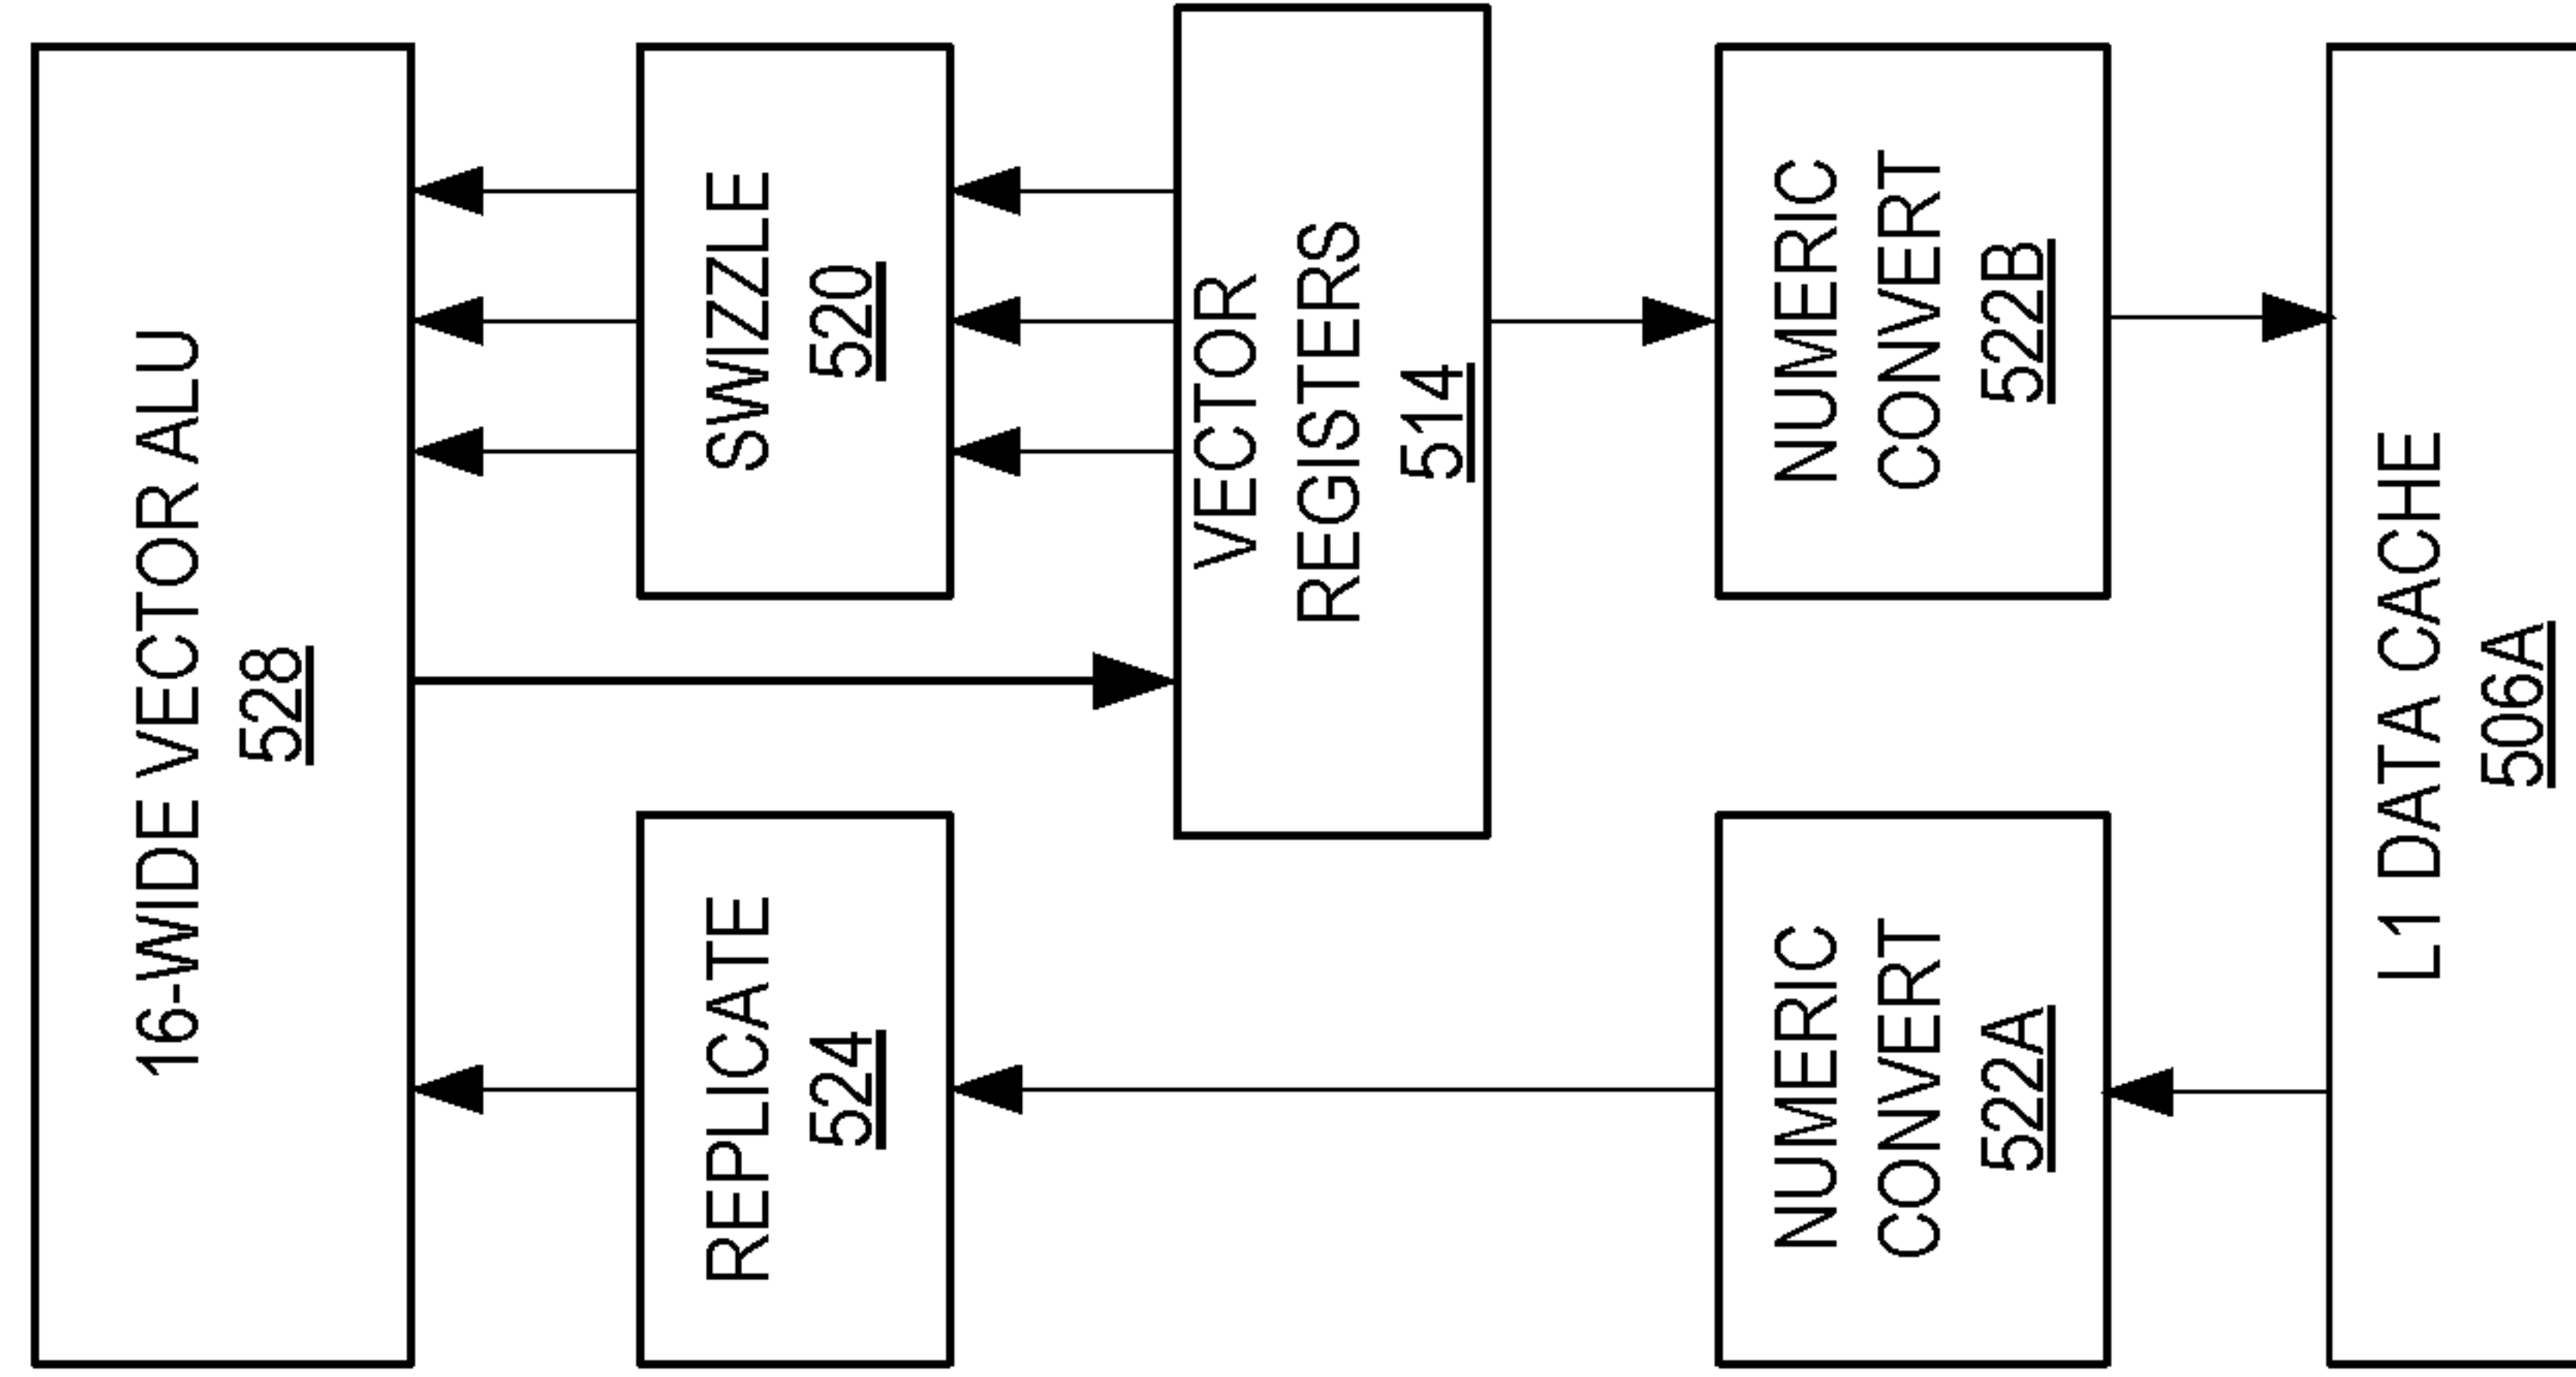 16-WIDE VECTOR ALU
528
REPLICATE
524
SWIZZLE
520
VECTOR
REGISTERS
514
NUMERIC
CONVERT
522A
NUMERIC
CONVERT
522B
L1 DATA CACHE
506A